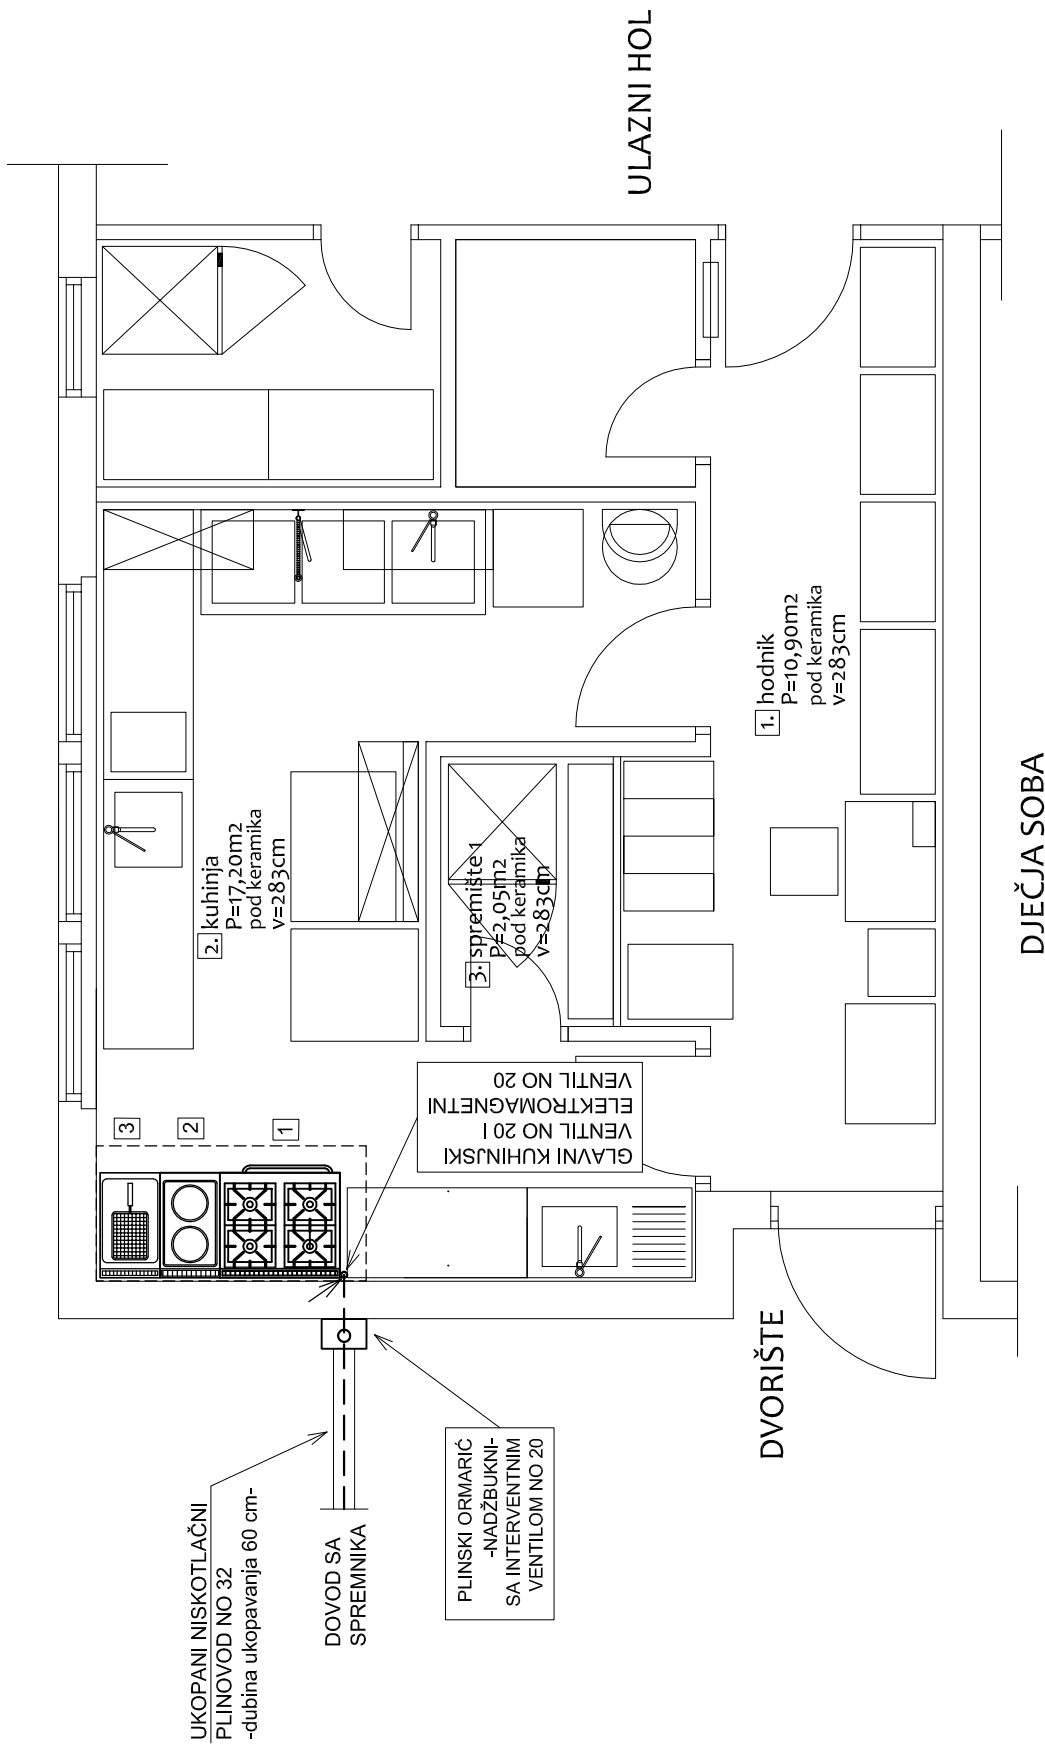 UKOPANI NISKOTLAČNI
PLINOVOD NO 32
-dubina ukopavanja 60 cm-
DOVOD SA
SPREMNIKA
PLINSKI ORMARIĆ
-NADŽBUKNI-
SA INTERVENTNIM
VENTILOM NO 20
GLAVNI KUHINJSKI
VENTIL NO 20 I
ELEKTROMAGNETNI
VENTIL NO 20
3
2
1
2. kuhinja
P=17,20m2
pod keramika
v=283cm
3. spremište 1
P=2,05m2
pod keramika
v=283cm
1. hodnik
P=10,90m2
pod keramika
v=283cm
DVORIŠTE
DJEČJA SOBA
ULAZNI HOL